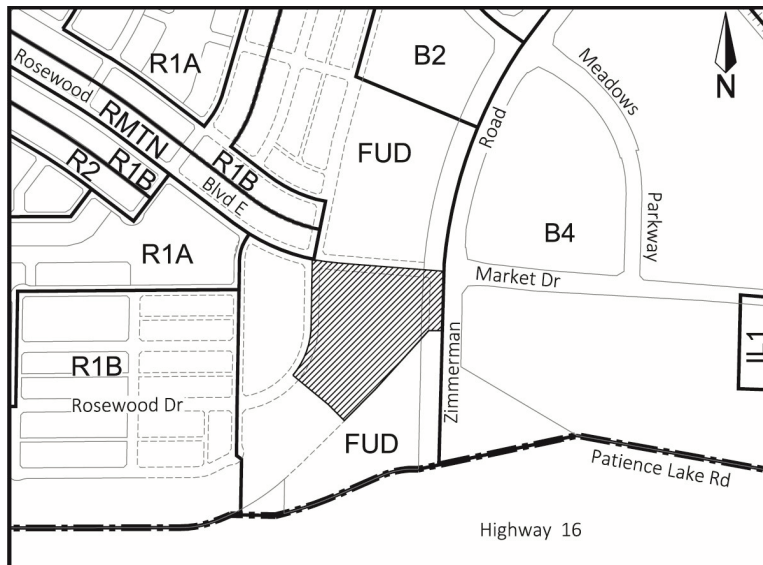 R1A
B2
Meadows
N
Rosewood
RMTN
Road
FUD
R1B
R1B
R2
Blvd E
Parkway
B4
R1A
Market Dr
Zimmerman
IL1
R1B
Rosewood Dr
FUD
Patience Lake Rd
Highway 16